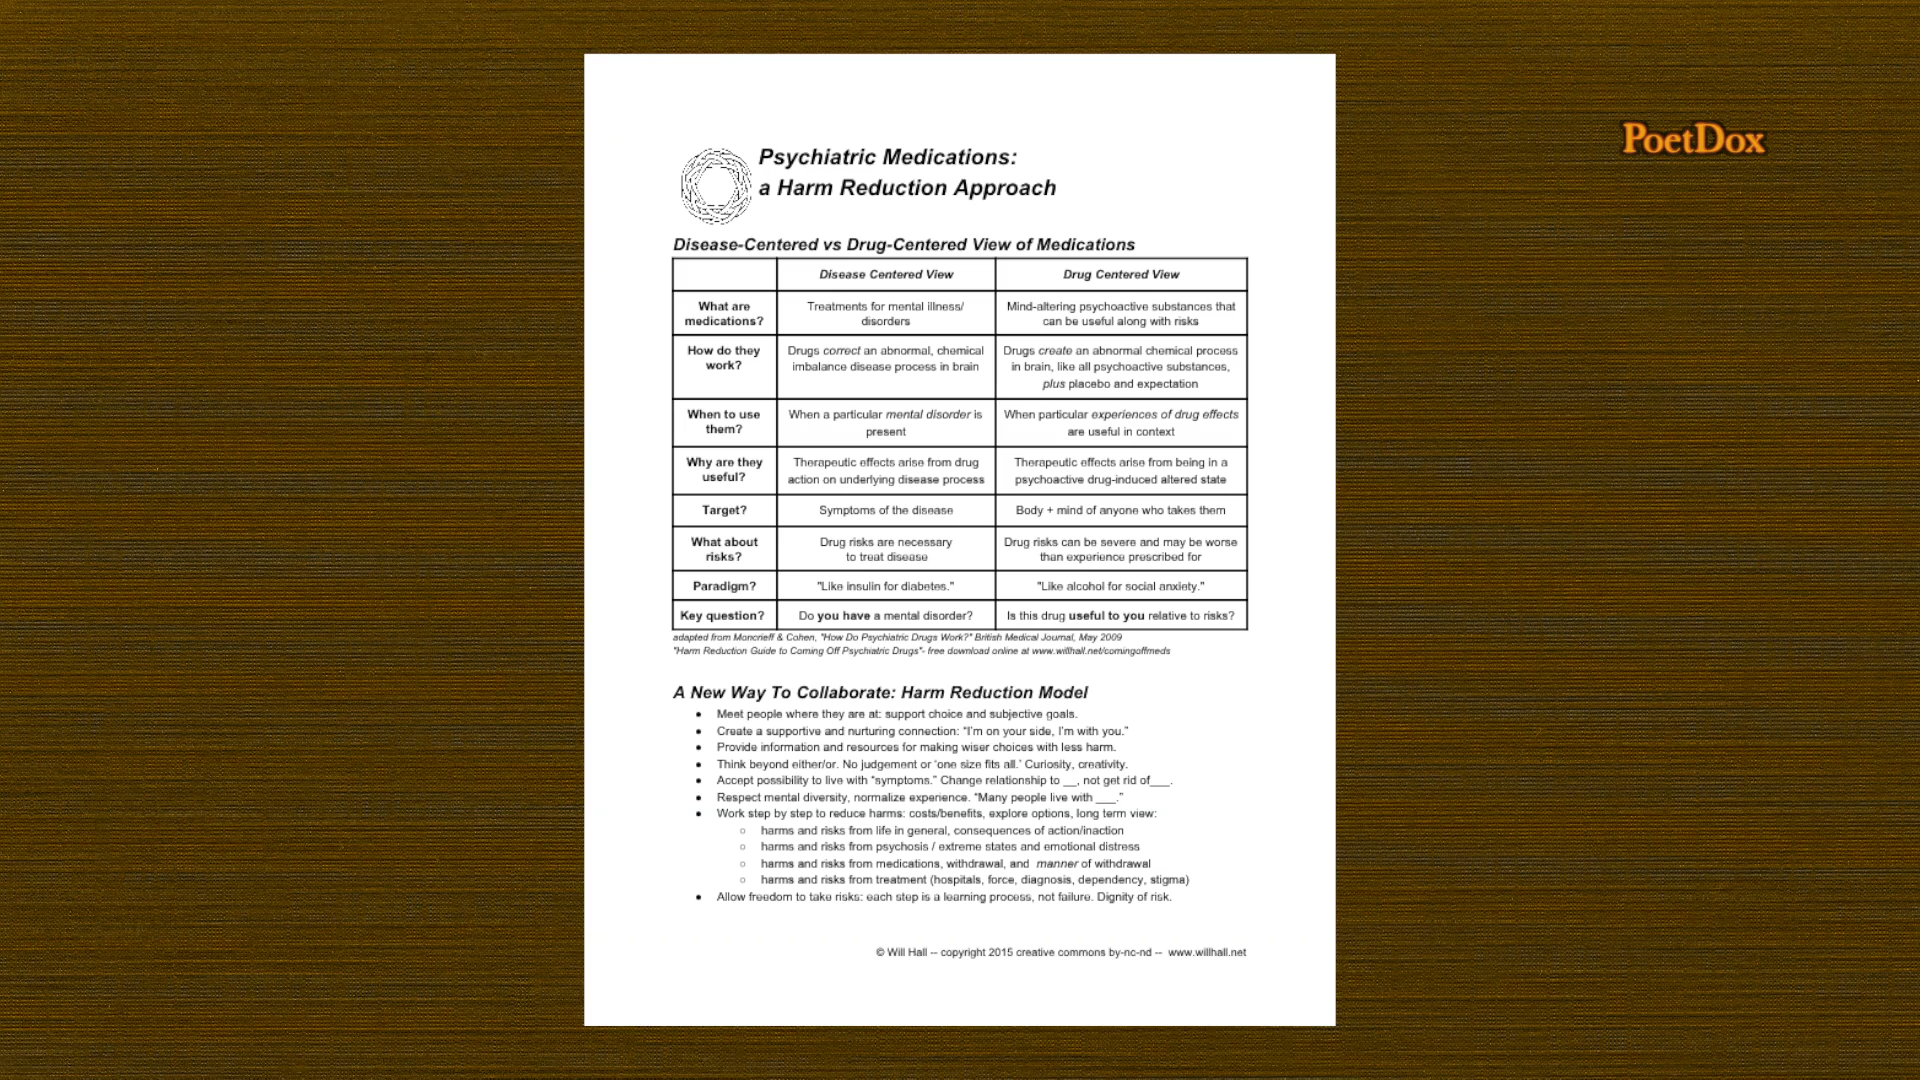 PoetDox
Psychiatric Medications:
a Harm Reduction Approach
Disease-Centered vs Drug-Centered View of Medications
Disease Centered View
Drug Centered View
What are
medications?
Treatments for mental illness/
disorders
Mind-altering psychoactive substances that
can be useful along with risks
How do they
work?
Drugs correct an abnormal, chemical
imbalance disease process in brain
Drugs create an abnormal chemical process
in brain, like all psychoactive substances,
plus placebo and expectation
When to use
them?
When a particular mental disorder is
present
When particular experiences of drug effects
are useful in context
Why are they
useful?
Therapeutic effects arise from drug
action on underlying disease process
Therapeutic effects arise from being in a
psychoactive drug-induced altered state
Target?
Symptoms of the disease
Body + mind of anyone who takes them
What about
risks?
Drug risks are necessary
to treat disease
Drug risks can be severe and may be worse
than experience prescribed for
Paradigm?
"Like insulin for diabetes."
"Like alcohol for social anxiety."
Key question?
Do you have a mental disorder?
Is this drug useful to you relative to risks?
adapted from Moncrieff & Cohen, "How Do Psychiatric Drugs Work?" British Medical Journal, May 2009
"Harm Reduction Guide to Coming Off Psychiatric Drugs"- free download online at www.willhall.net/comingoffmeds
A New Way To Collaborate: Harm Reduction Model
● Meet people where they are at: support choice and subjective goals.
● Create a supportive and nurturing connection: “I’m on your side, I’m with you.”
● Provide information and resources for making wiser choices with less harm.
● Think beyond either/or. No judgement or ‘one size fits all.’ Curiosity, creativity.
● Accept possibility to live with “symptoms.” Change relationship to __, not get rid of___.
● Respect mental diversity, normalize experience. “Many people live with ___.”
● Work step by step to reduce harms: costs/benefits, explore options, long term view:
○ harms and risks from life in general, consequences of action/inaction
○ harms and risks from psychosis / extreme states and emotional distress
○ harms and risks from medications, withdrawal, and manner of withdrawal
○ harms and risks from treatment (hospitals, force, diagnosis, dependency, stigma)
● Allow freedom to take risks: each step is a learning process, not failure. Dignity of risk.
© Will Hall -- copyright 2015 creative commons by-nc-nd -- www.willhall.net